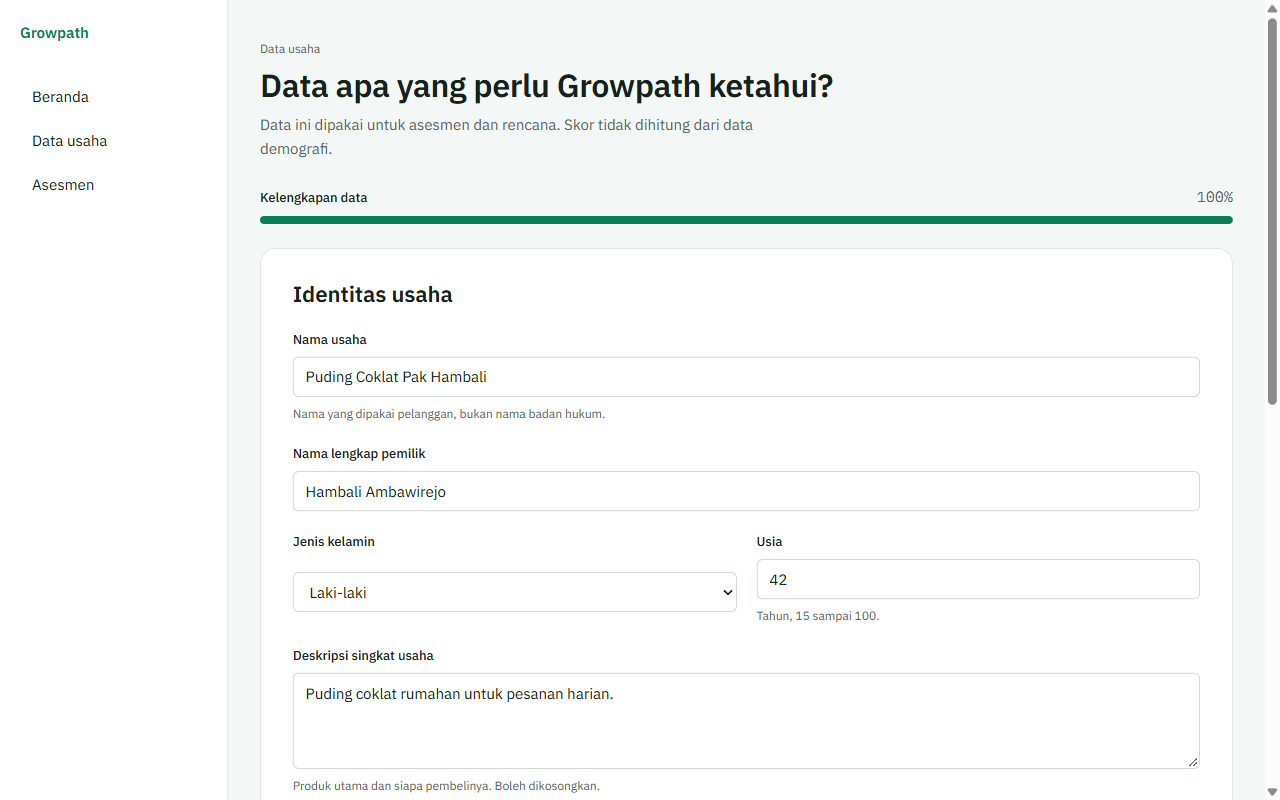 Growpath
Beranda
Data usaha
Asesmen
Data usaha
Data apa yang perlu Growpath ketahui?
Data ini dipakai untuk asesmen dan rencana. Skor tidak dihitung dari data
demografi.
Kelengkapan data
100%
Identitas usaha
Nama usaha
Puding Coklat Pak Hambali
Nama yang dipakai pelanggan, bukan nama badan hukum.
Nama lengkap pemilik
Hambali Ambawirejo
Jenis kelamin
Laki-laki
Usia
42
Tahun, 15 sampai 100.
Deskripsi singkat usaha
Puding coklat rumahan untuk pesanan harian.
Produk utama dan siapa pembelinya. Boleh dikosongkan.